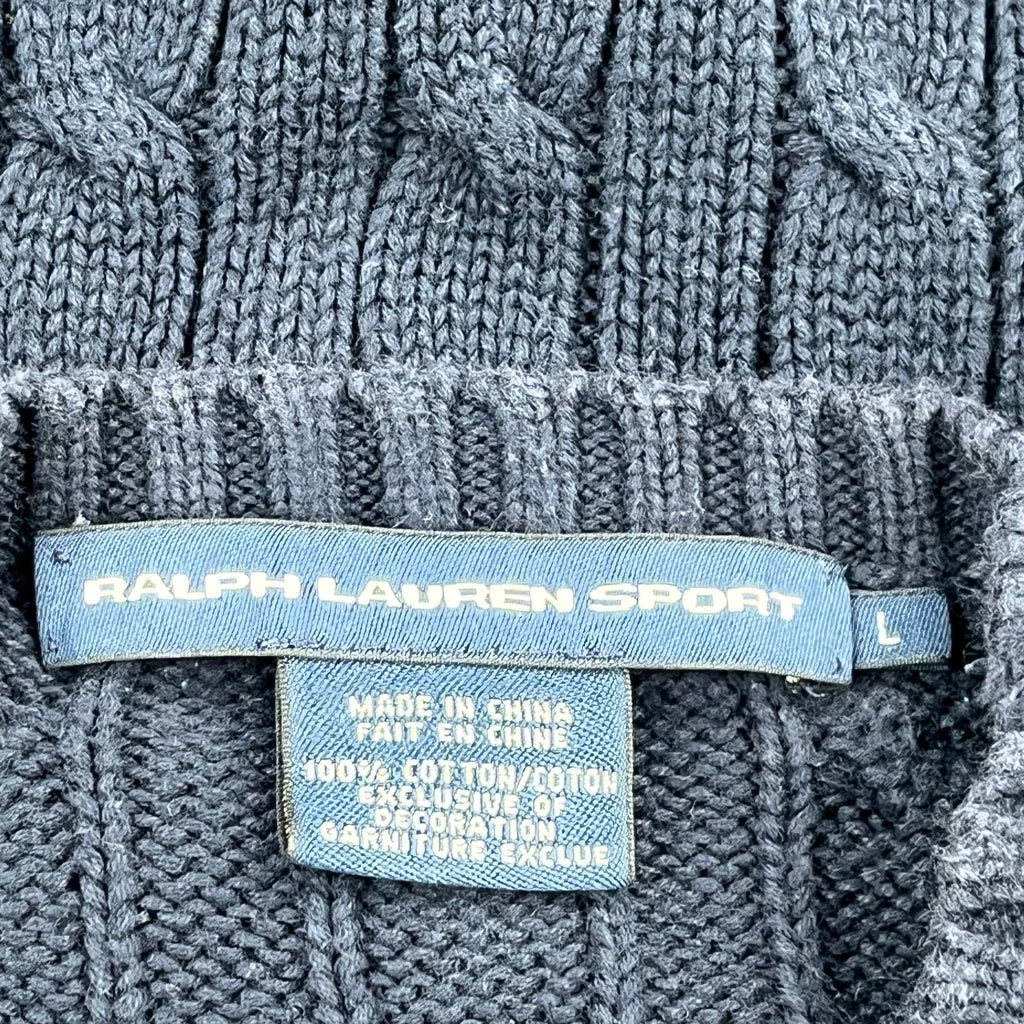 RALPH LAUREN SPORT
L
MADE IN CHINA
FAIT EN CHINE
100% COTTON/COTON
EXCLUSIVE OF
DECORATION
GARNITURE EXCLUE